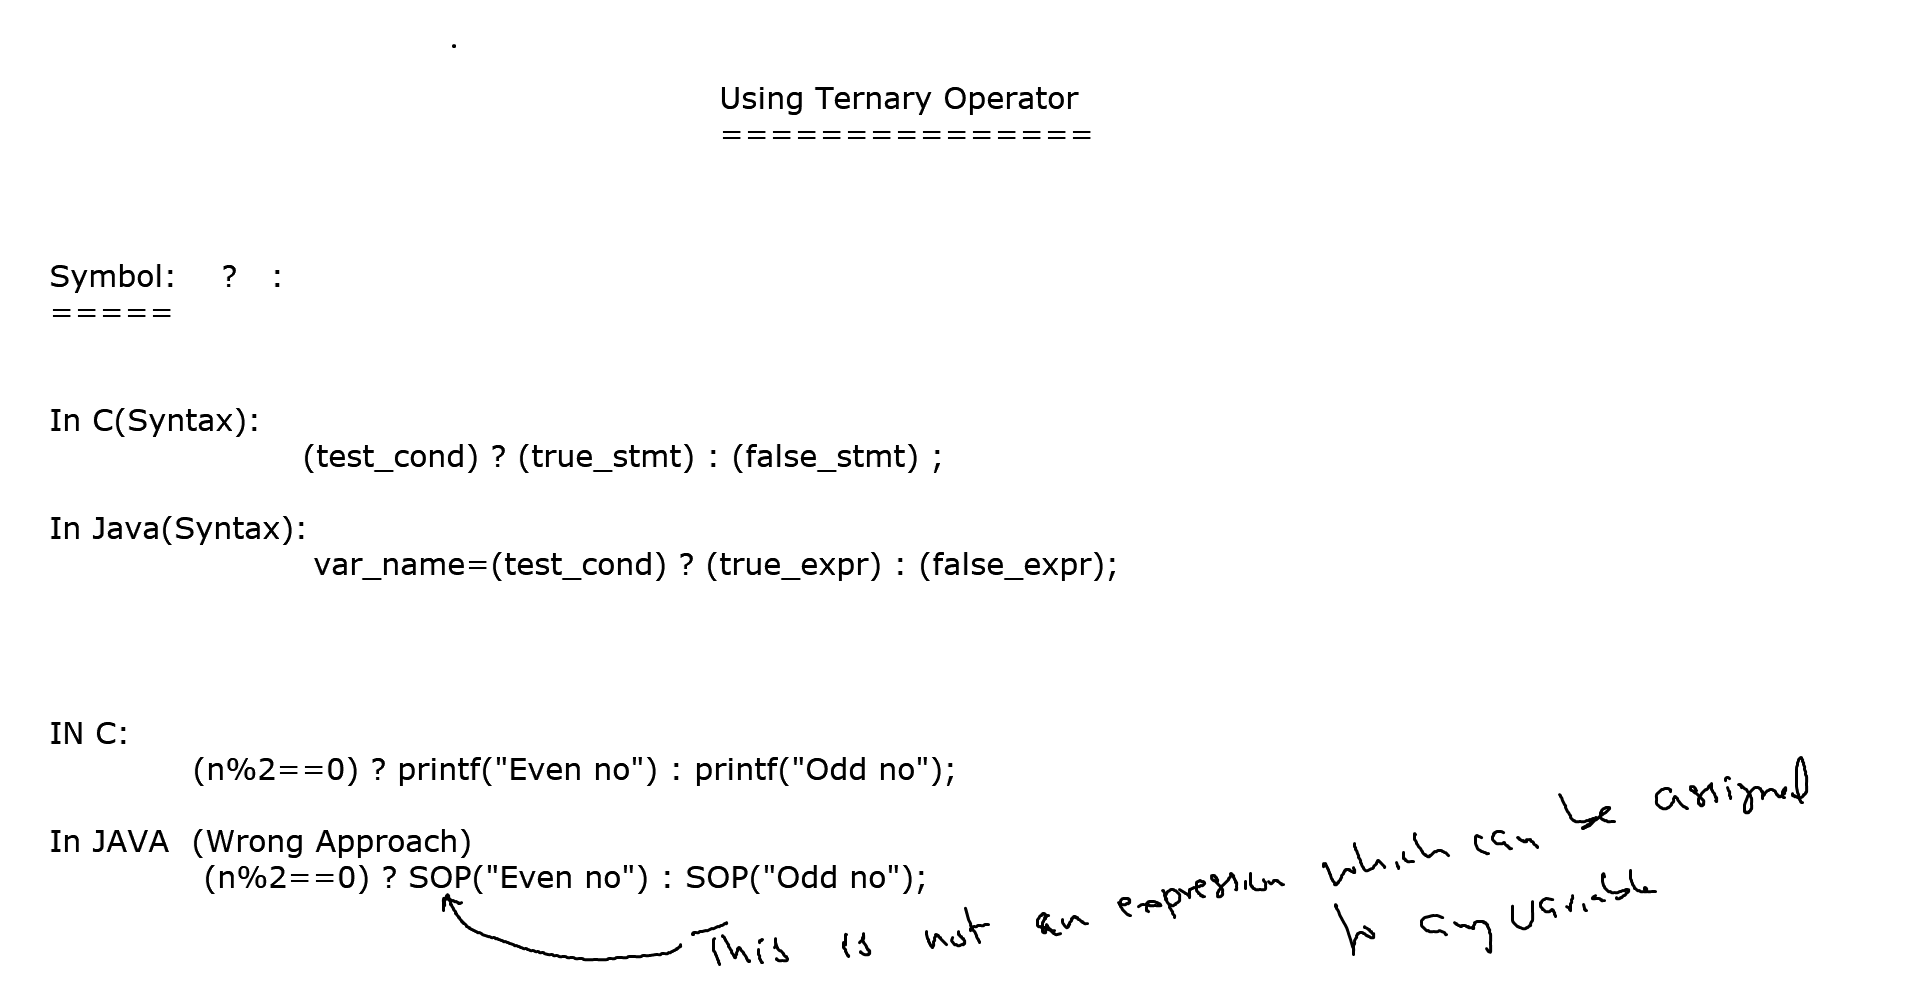 Using Ternary Operator
===============
Symbol: ? :
=====
In C(Syntax):
(test_cond) ? (true_stmt) : (false_stmt) ;
In Java(Syntax):
var_name=(test_cond) ? (true_expr) : (false_expr);
IN C:
(n%2==0) ? printf("Even no") : printf("Odd no");
In JAVA (Wrong Approach)
(n%2==0) ? SOP("Even no") : SOP("Odd no");
This is not an expression which can be assigned
to any variable